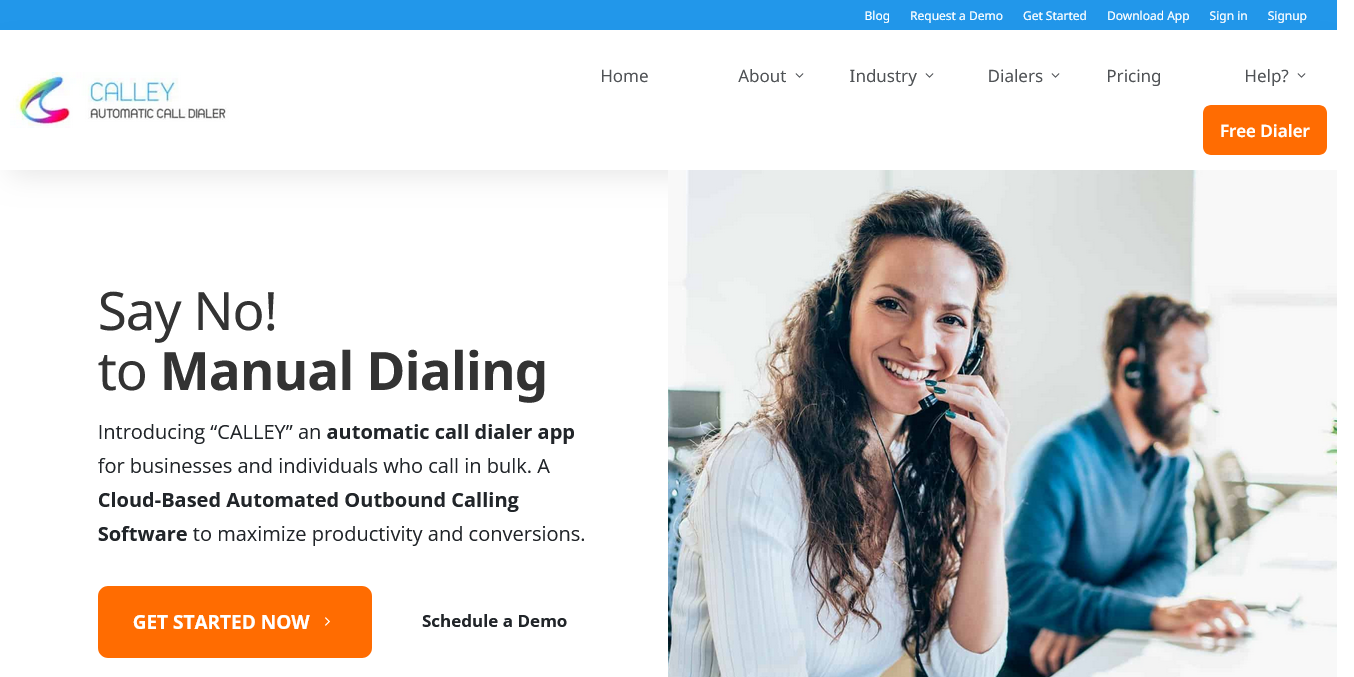 Blog Request a Demo Get Started Download App Sign in Signup
CALLEY
AUTOMATIC CALL DIALER
Home About Industry Dialers Pricing Help?
Free Dialer
Say No!
to Manual Dialing
Introducing “CALLEY” an automatic call dialer app
for businesses and individuals who call in bulk. A
Cloud-Based Automated Outbound Calling
Software to maximize productivity and conversions.
GET STARTED NOW
Schedule a Demo